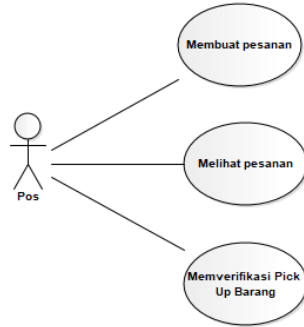 Membuat pesanan
Melihat pesanan
Pos
Memverifikasi Pick
Up Barang